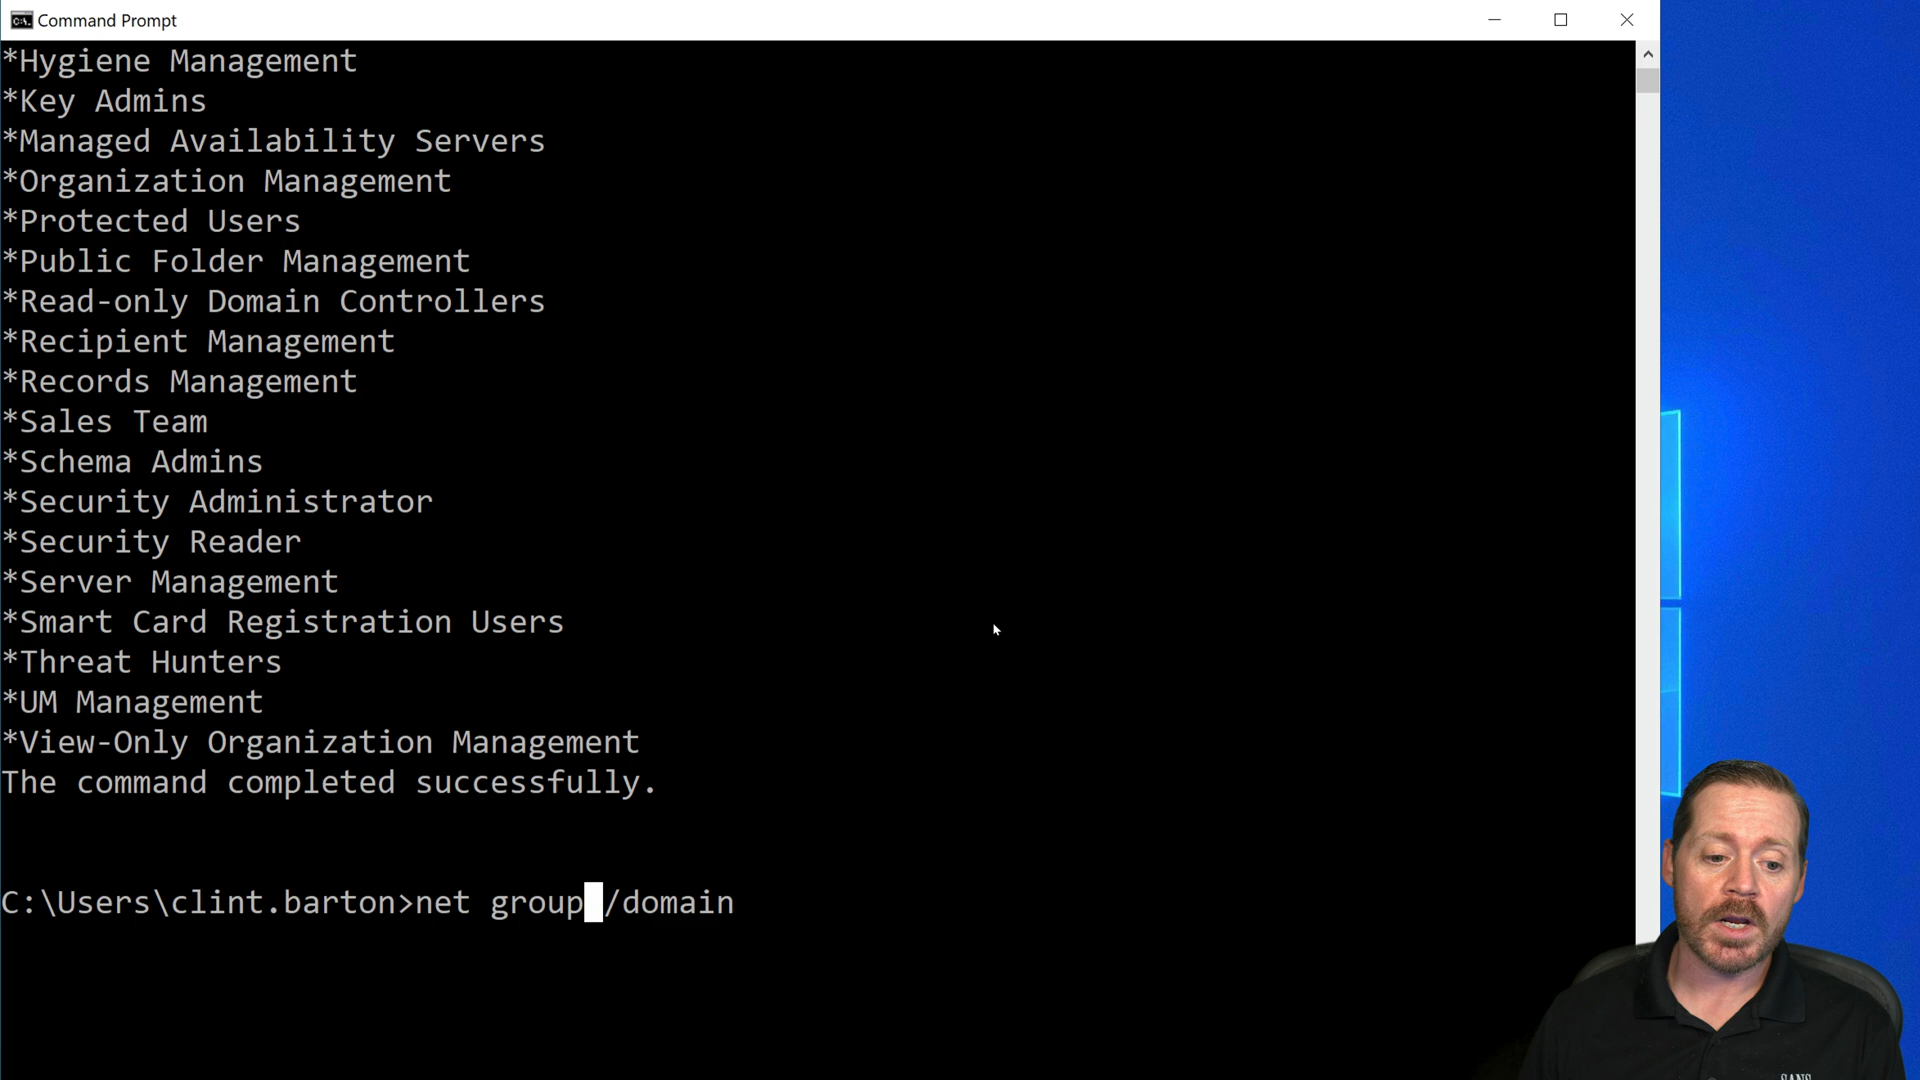 Command Prompt
*Hygiene Management
*Key Admins
*Managed Availability Servers
*Organization Management
*Protected Users
*Public Folder Management
*Read-only Domain Controllers
*Recipient Management
*Records Management
*Sales Team
*Schema Admins
*Security Administrator
*Security Reader
*Server Management
*Smart Card Registration Users
*Threat Hunters
*UM Management
*View-Only Organization Management
The command completed successfully.
C:\Users\clint.barton>net group /domain
SANS